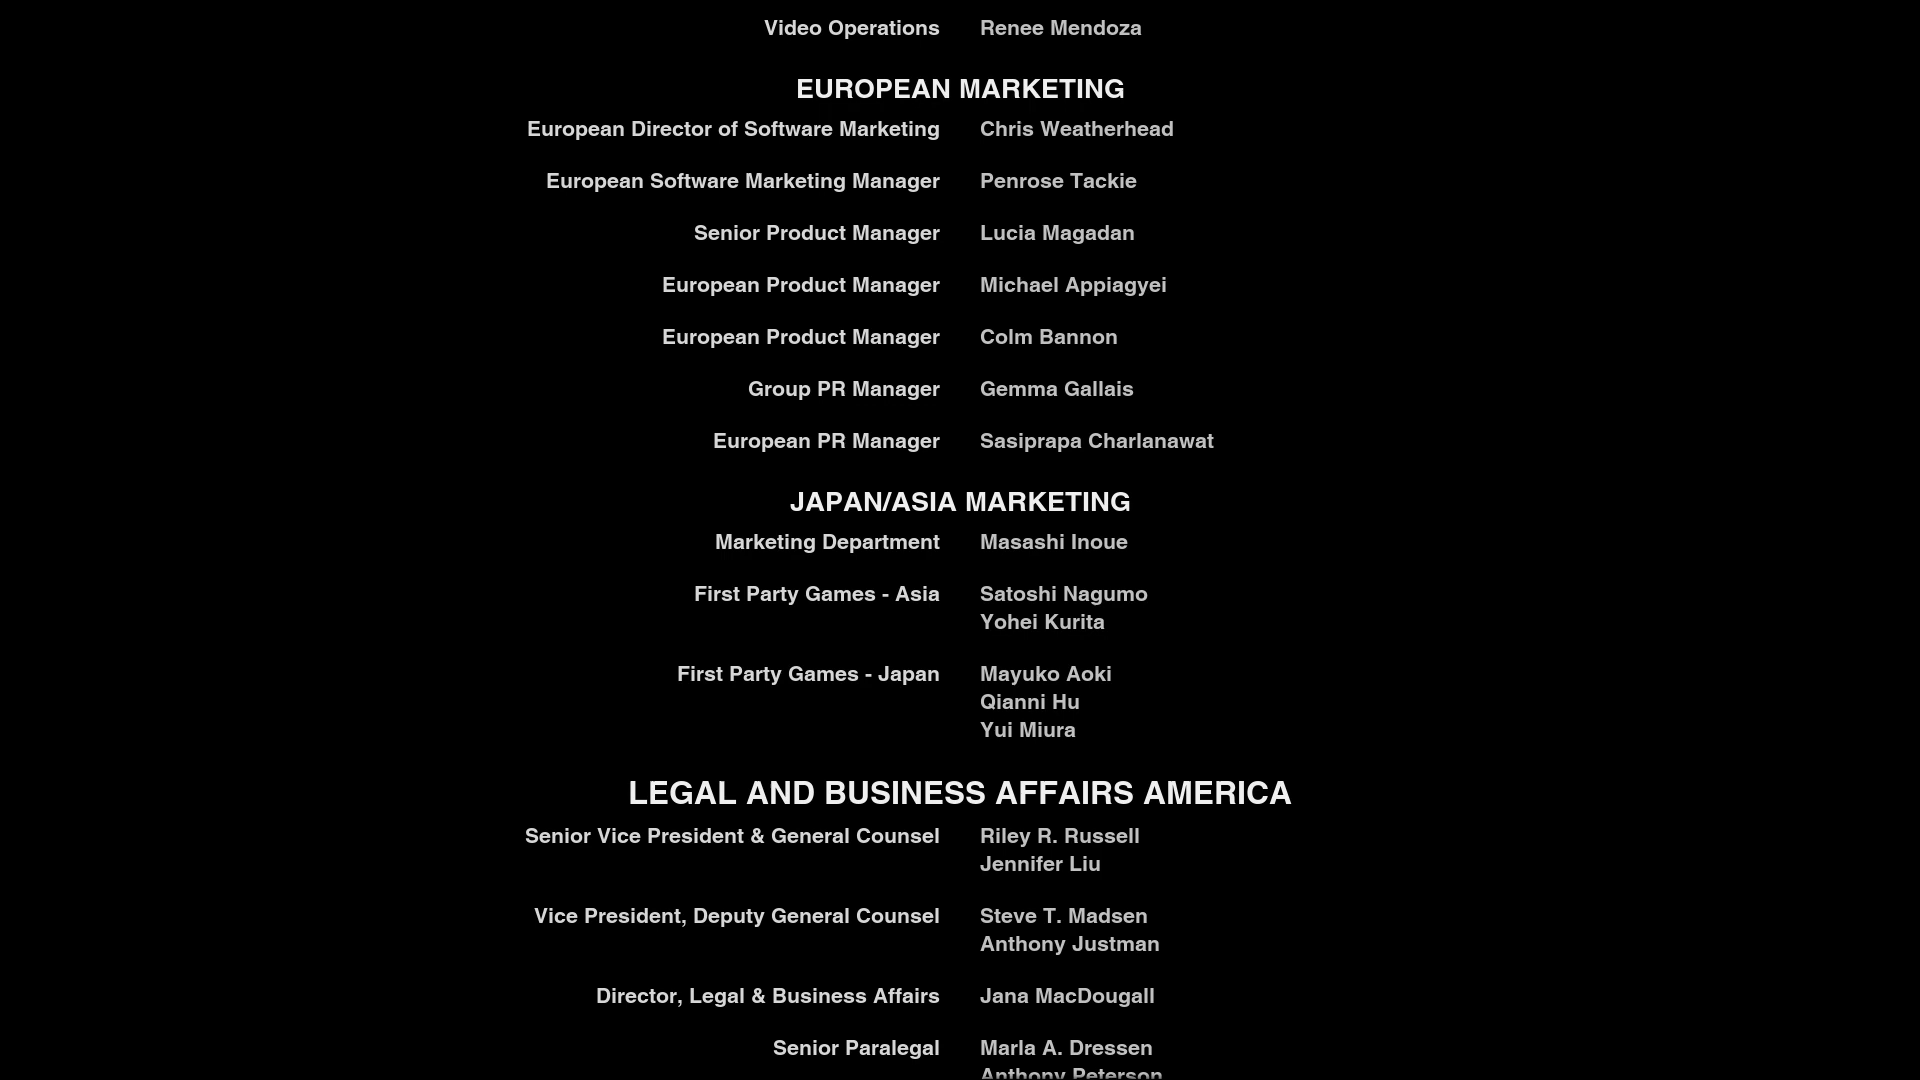 Video Operations Renee Mendoza
EUROPEAN MARKETING
European Director of Software Marketing Chris Weatherhead
European Software Marketing Manager Penrose Tackie
Senior Product Manager Lucia Magadan
European Product Manager Michael Appiagyei
European Product Manager Colm Bannon
Group PR Manager Gemma Gallais
European PR Manager Sasiprapa Charlanawat
JAPAN/ASIA MARKETING
Marketing Department Masashi Inoue
First Party Games - Asia Satoshi Nagumo
Yohei Kurita
First Party Games - Japan Mayuko Aoki
Qianni Hu
Yui Miura
LEGAL AND BUSINESS AFFAIRS AMERICA
Senior Vice President & General Counsel Riley R. Russell
Jennifer Liu
Vice President, Deputy General Counsel Steve T. Madsen
Anthony Justman
Director, Legal & Business Affairs Jana MacDougall
Senior Paralegal Marla A. Dressen
Anthony Peterson